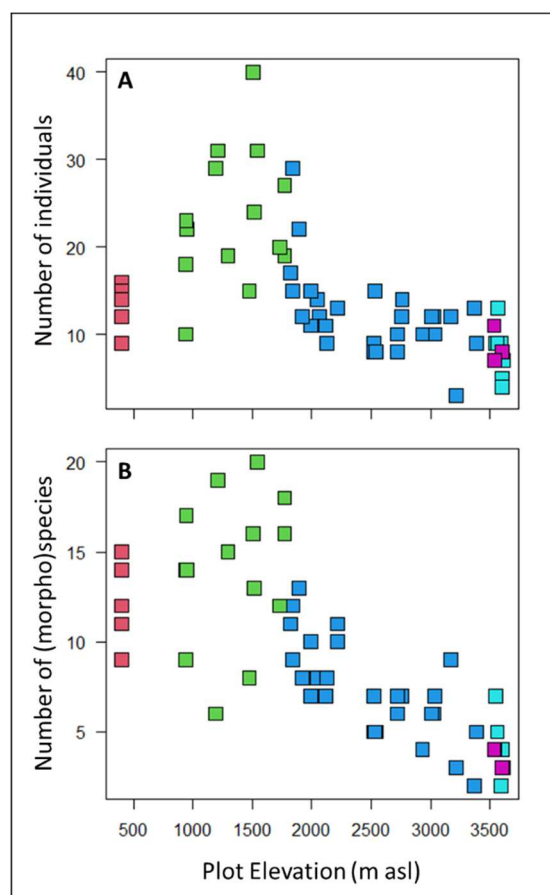 A
Number of individuals
40
30
20
10
B
Number of (morpho)species
20
15
10
5
500 1000 1500 2000 2500 3000 3500
Plot Elevation (m asl)